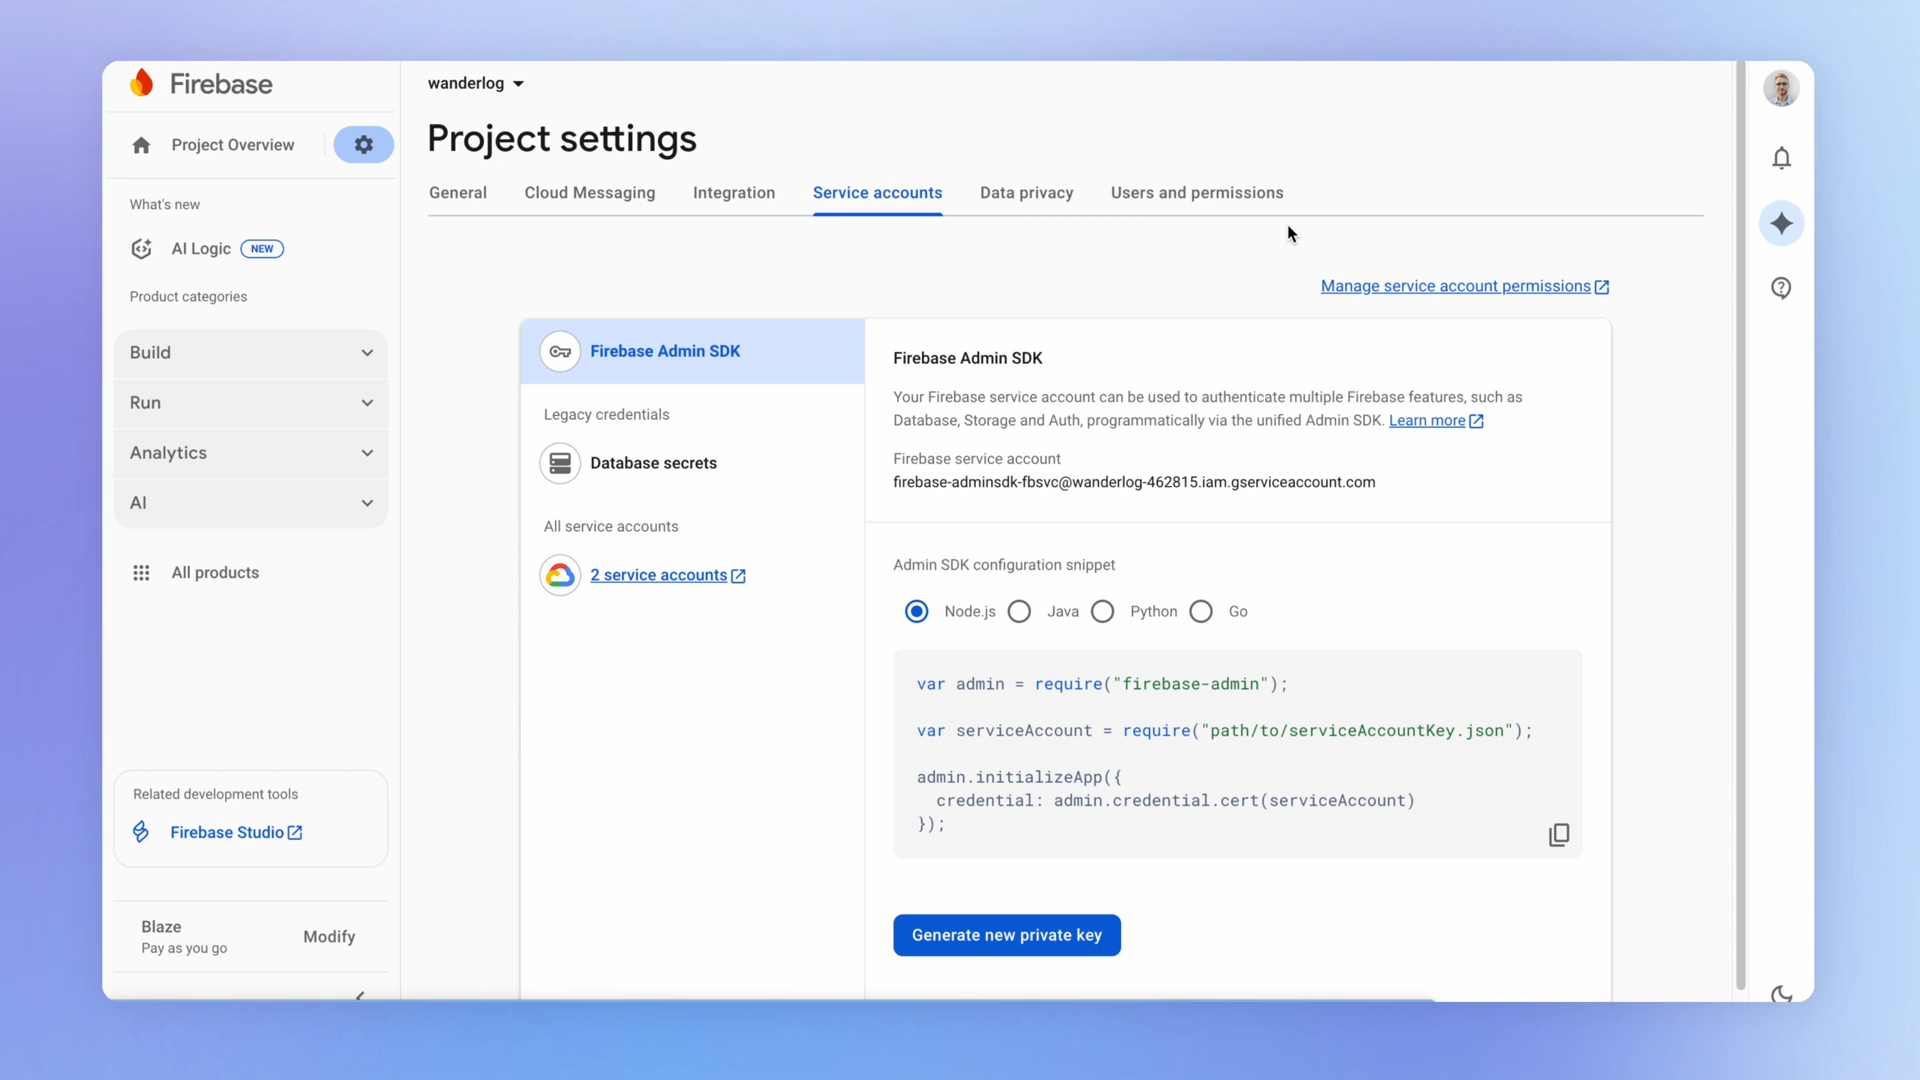 Firebase
Project Overview
What's new
AI Logic NEW
Product categories
Build
Run
Analytics
AI
All products
Related development tools
Firebase Studio
Blaze
Pay as you go
Modify
wanderlog
Project settings
General Cloud Messaging Integration Service accounts Data privacy Users and permissions
Manage service account permissions
Firebase Admin SDK
Legacy credentials
Database secrets
All service accounts
2 service accounts
Firebase Admin SDK
Your Firebase service account can be used to authenticate multiple Firebase features, such as
Database, Storage and Auth, programmatically via the unified Admin SDK. Learn more
Firebase service account
firebase-adminsdk-fbsvc@wanderlog-462815.iam.gserviceaccount.com
Admin SDK configuration snippet
Node.js Java Python Go
var admin = require("firebase-admin");
var serviceAccount = require("path/to/serviceAccountKey.json");
admin.initializeApp({
  credential: admin.credential.cert(serviceAccount)
});
Generate new private key